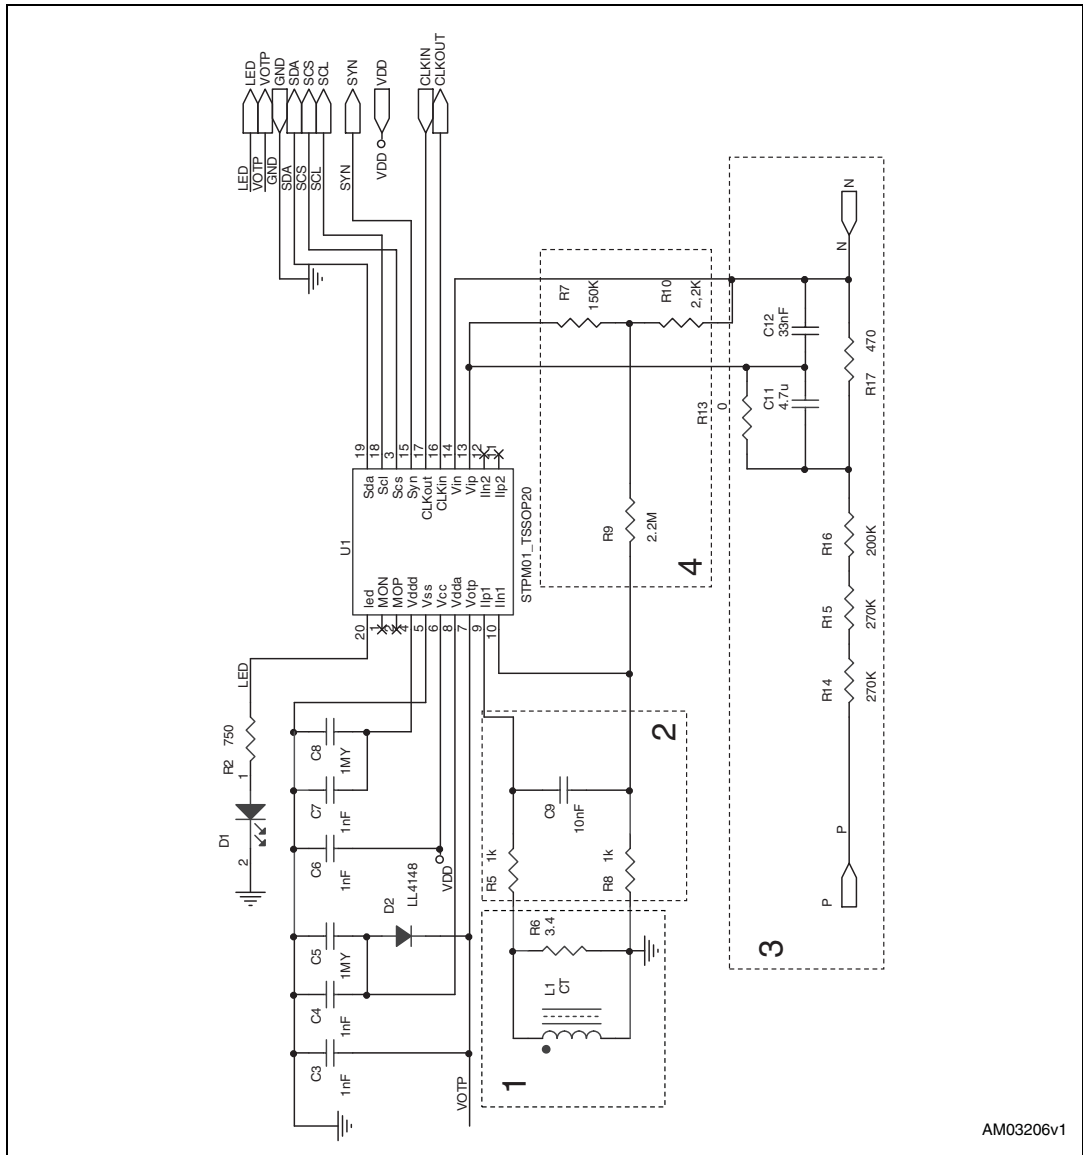 LED
VOTP
GND
SDA
SCS
SCL
SYN
VDD
CLKIN
CLKOUT
LED
VOTP
GND
SDA
SCS
SCL
SYN
VDD
N
N
R7
150K
R10
2,2K
C12
33nF
470
R17
R13
0
C11
4.7u
19
18
3
15
17
16
14
13
12
11
Sda
Scl
Scs
Syn
CLKout
CLKin
Vin
Vip
IIn2
IIp2
U1
STPM01_TSSOP20
led
MON
MOP
Vddd
Vss
Vcc
Vdda
Votp
IIp1
IIn1
20
1
2
4
5
6
8
7
9
10
R9
2.2M
4
R16
200K
R15
270K
R14
270K
LED
R2
750
1
D1
2
C8
1MY
C7
1nF
C6
1nF
VDD
D2
LL4148
C5
1MY
C4
1nF
C3
1nF
VOTP
2
C9
10nF
R5
1k
R8
1k
R6
3.4
L1
CT
1
P
P
3
AM03206v1